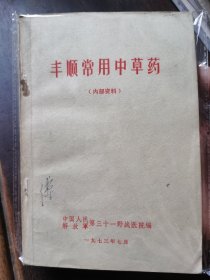 丰顺常用中草药
（内部资料）
中国人民
解放军
第三十一野战医院编
一九七三年七月